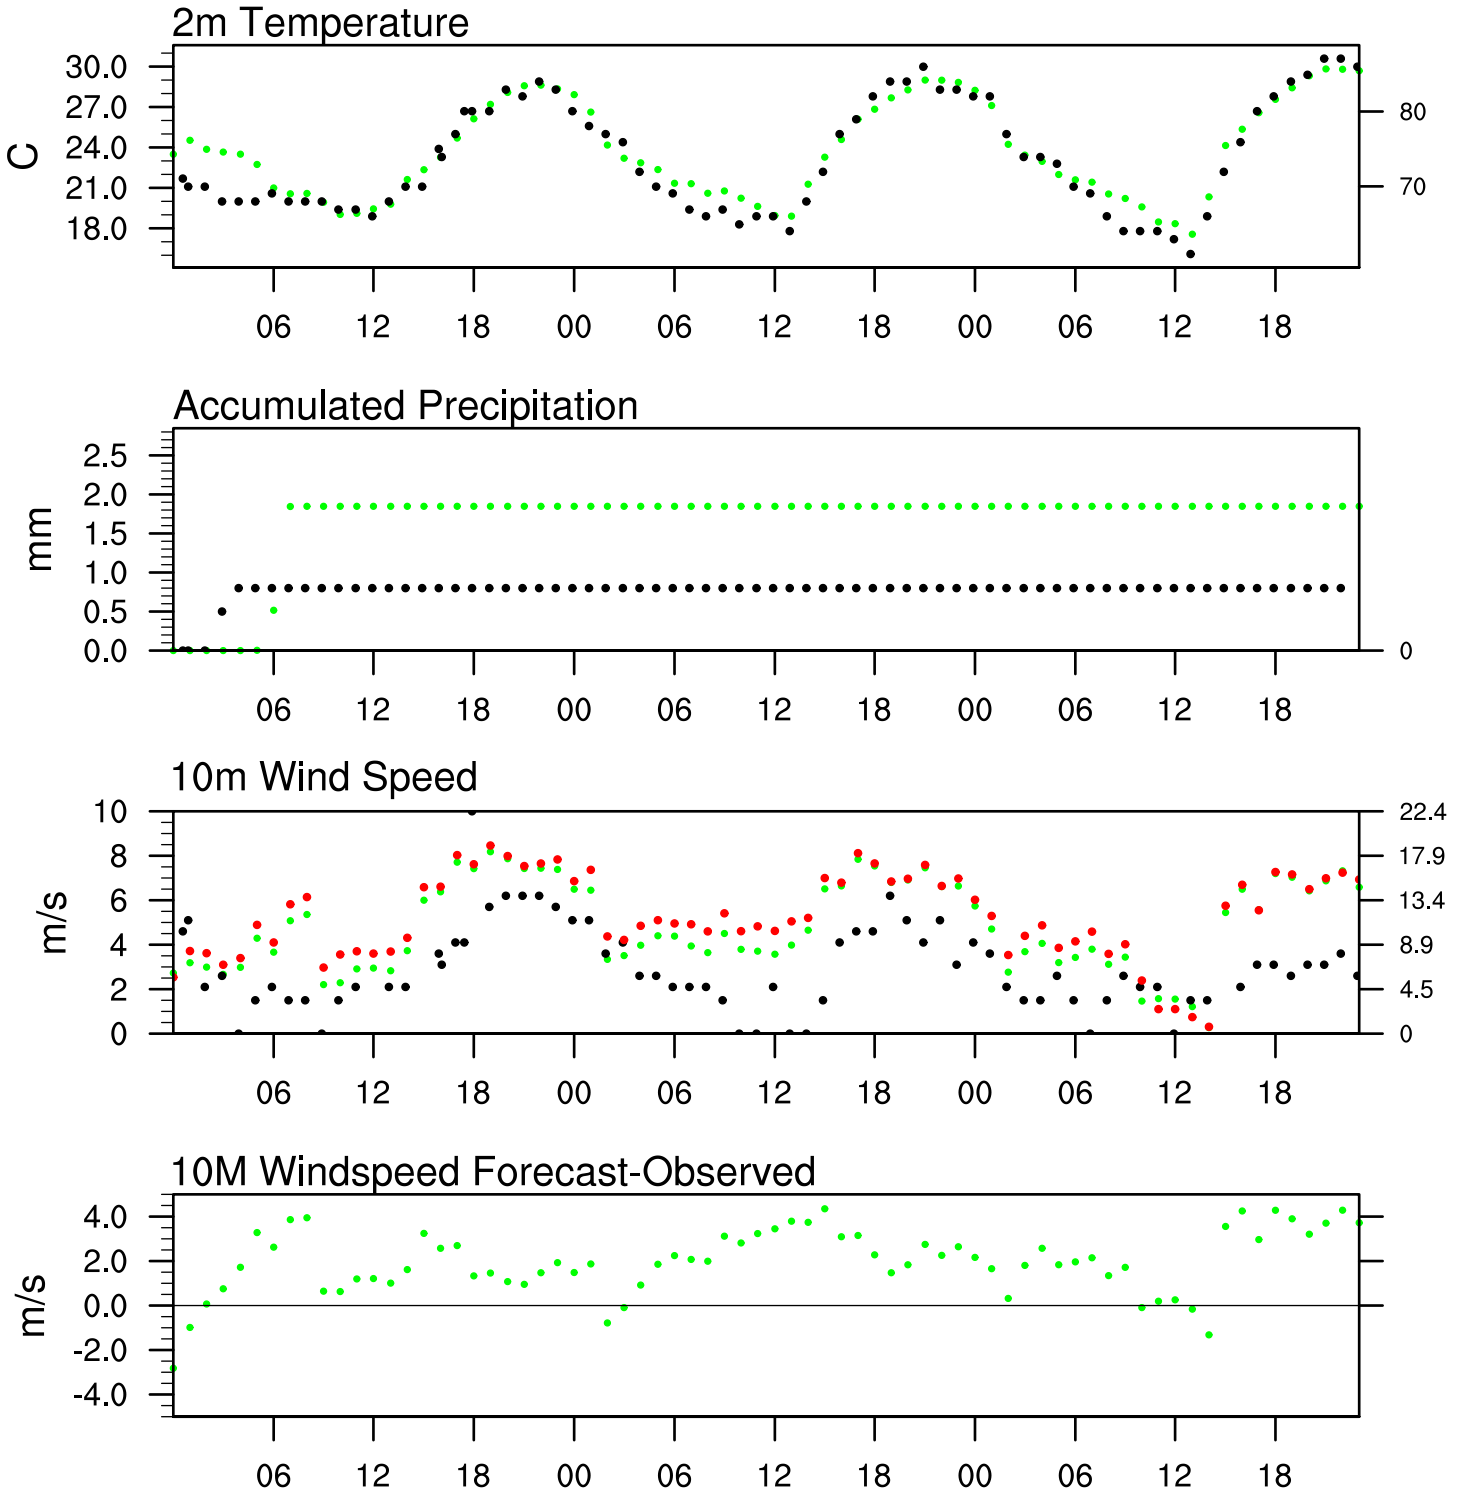 2m Temperature
30.0
27.0
24.0
21.0
18.0
C
80
70
06 12 18 00 06 12 18 00 06 12 18
Accumulated Precipitation
2.5
2.0
1.5
1.0
0.5
0.0
mm
0
06 12 18 00 06 12 18 00 06 12 18
10m Wind Speed
10
8
6
4
2
0
m/s
22.4
17.9
13.4
8.9
4.5
0
06 12 18 00 06 12 18 00 06 12 18
10M Windspeed Forecast-Observed
4.0
2.0
0.0
-2.0
-4.0
m/s
06 12 18 00 06 12 18 00 06 12 18